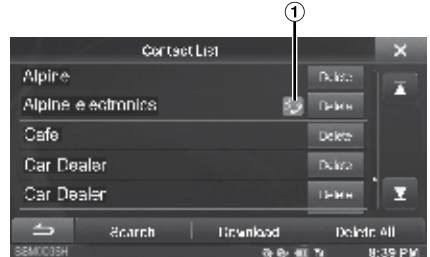 ①
Contact List
Alpine Delete
Alpine electronics Delete
Cafe Delete
Car Dealer Delete
Car Dealer Delete
Search Download Delete All
8:39 PM